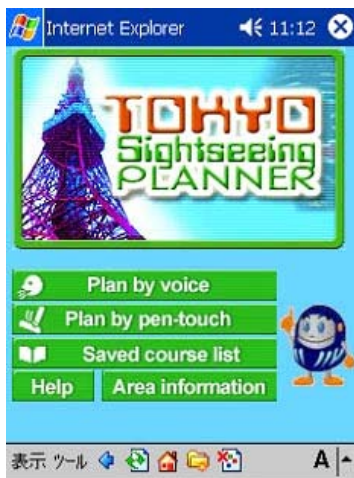 Internet Explorer 11:12
TOKYO
Sightseeing
PLANNER
Plan by voice
Plan by pen-touch
Saved course list
Help Area information
表示 ツール A